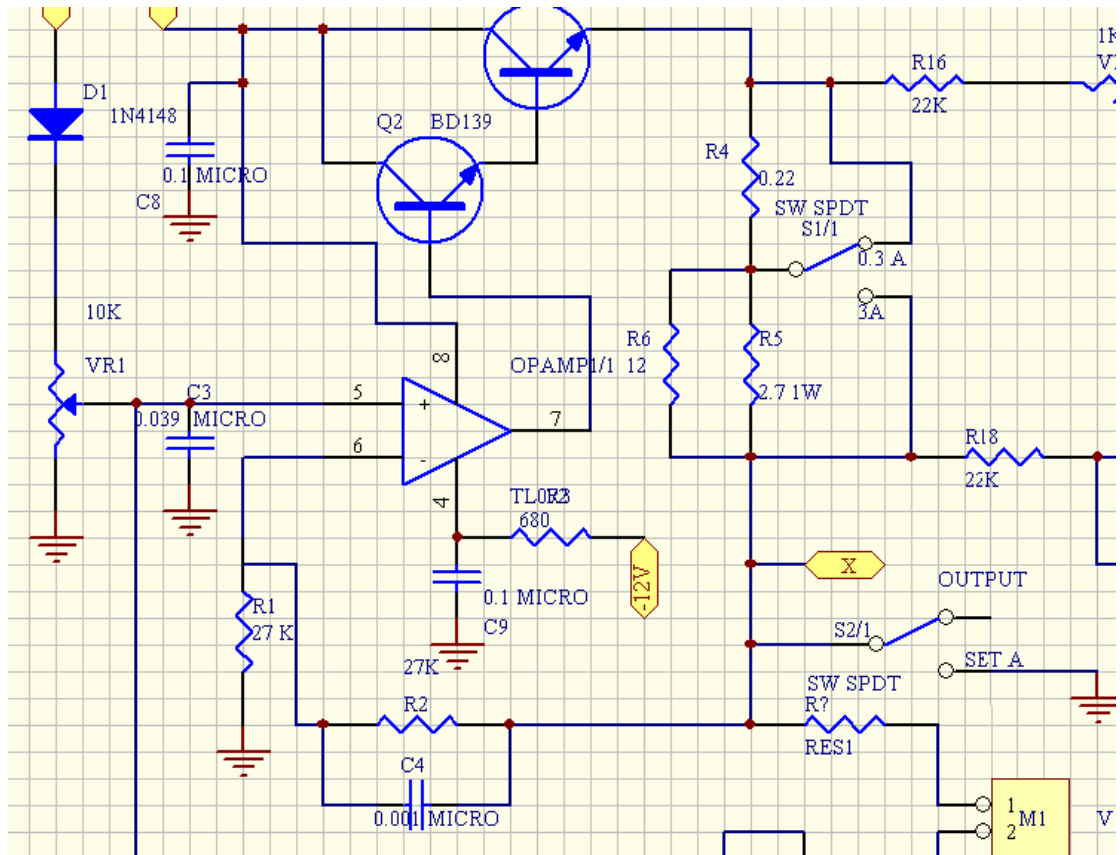 1K
R16
22K
D1
1N4148
Q2 BD139
0.1 MICRO
C8
R4
0.22
SW SPDT
S1/1
0.3 A
3A
10K
VR1
R6
OPAMP1/1 12
R5
2.7 1W
8
C3
0.039 MICRO
5
+
7
6
-
4
R18
22K
680
-12V
X
OUTPUT
0.1 MICRO
C9
R1
27 K
S2/1
SET A
27K
R2
SW SPDT
R?
RES1
C4
0.001 MICRO
1
2
M1
V